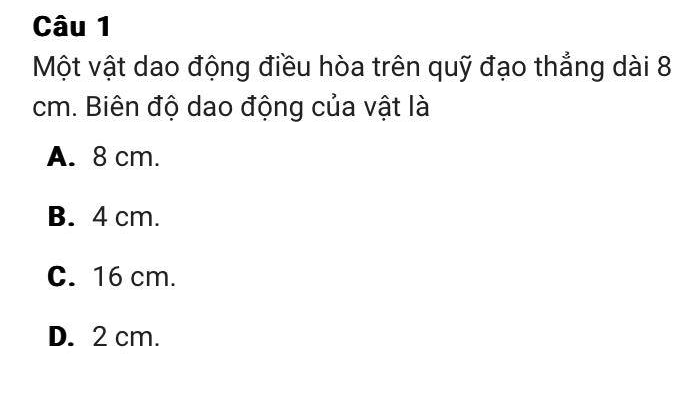 Câu 1
Một vật dao động điều hòa trên quỹ đạo thẳng dài 8
cm. Biên độ dao động của vật là
A. 8 cm.
B. 4 cm.
C. 16 cm.
D. 2 cm.